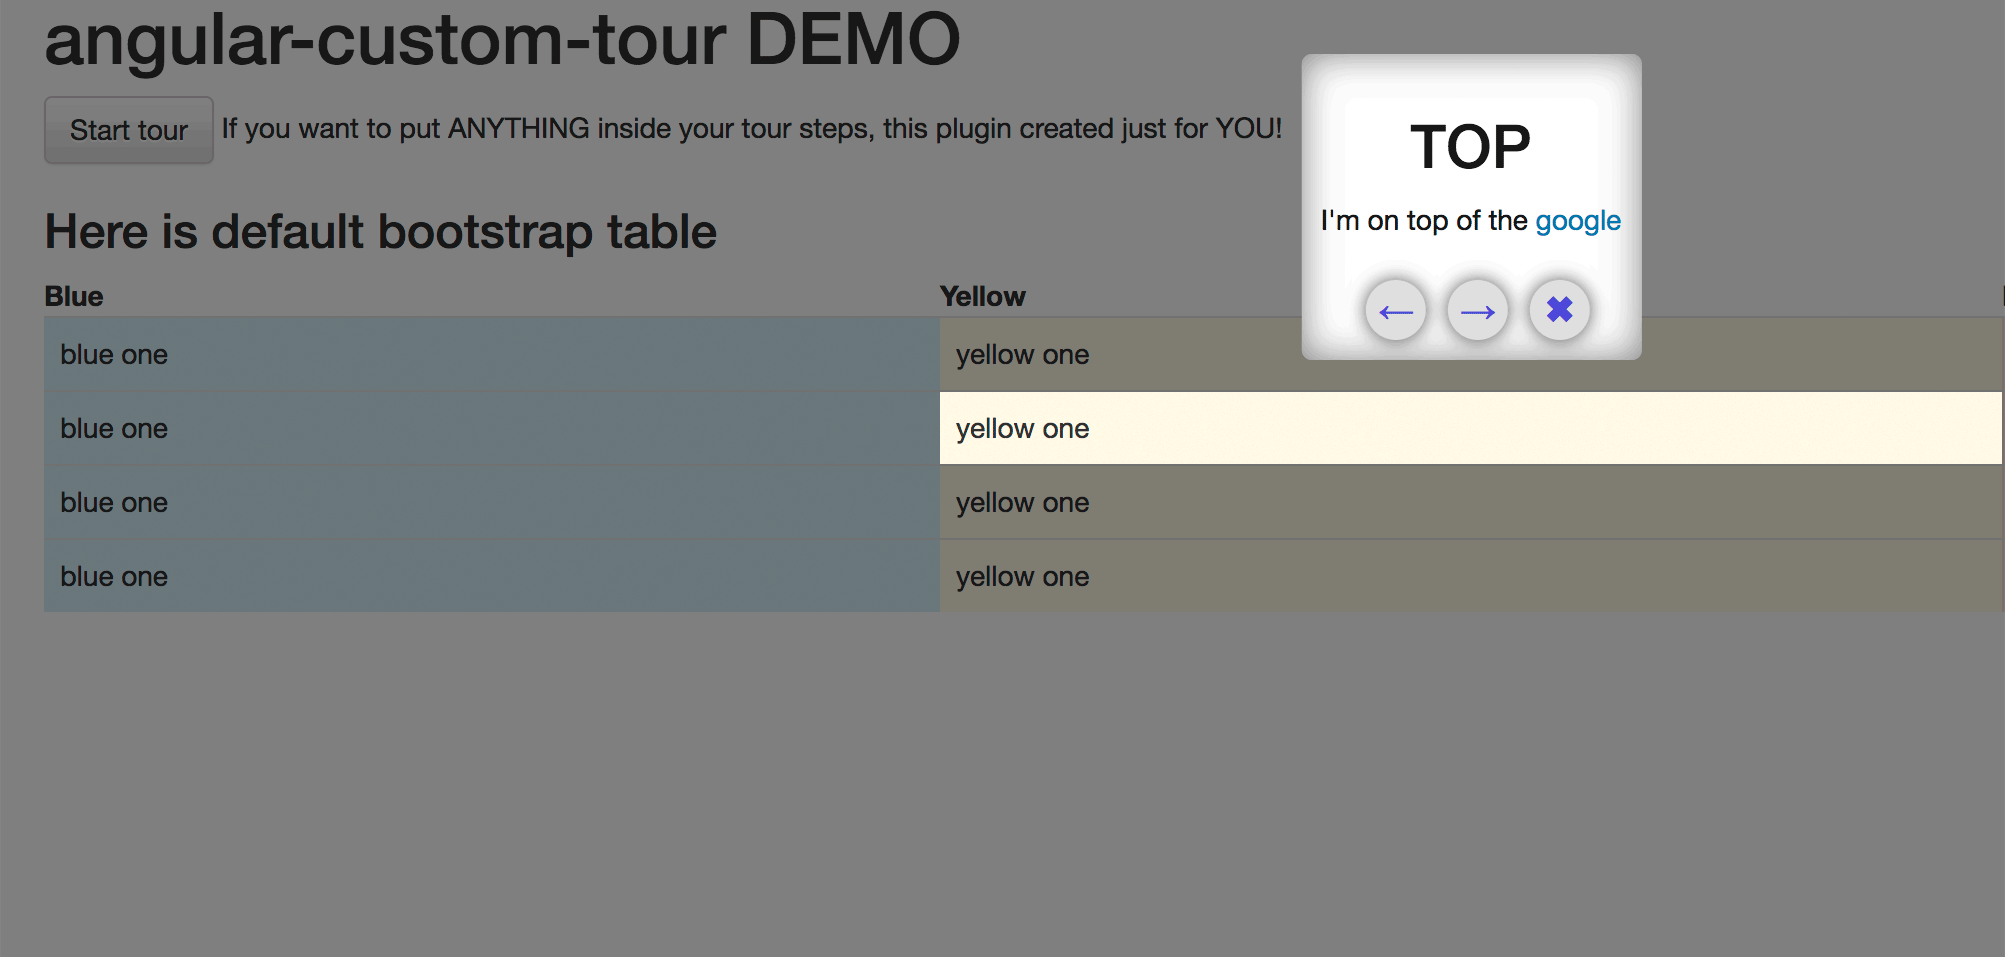 angular-custom-tour DEMO
Start tour If you want to put ANYTHING inside your tour steps, this plugin created just for YOU!
TOP
I'm on top of the google
← → ✖
Here is default bootstrap table
Blue Yellow
blue one yellow one
blue one yellow one
blue one yellow one
blue one yellow one